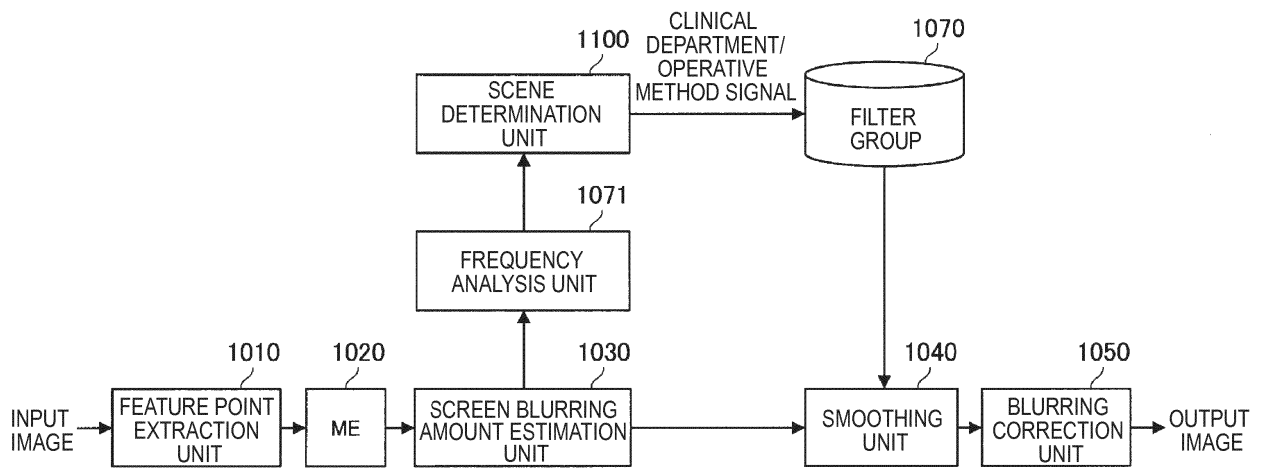 1100
SCENE
DETERMINATION
UNIT
CLINICAL
DEPARTMENT/
OPERATIVE
METHOD SIGNAL
1070
FILTER
GROUP
1071
FREQUENCY
ANALYSIS UNIT
INPUT
IMAGE
1010
FEATURE POINT
EXTRACTION
UNIT
1020
ME
1030
SCREEN BLURRING
AMOUNT ESTIMATION
UNIT
1040
SMOOTHING
UNIT
1050
BLURRING
CORRECTION
UNIT
OUTPUT
IMAGE